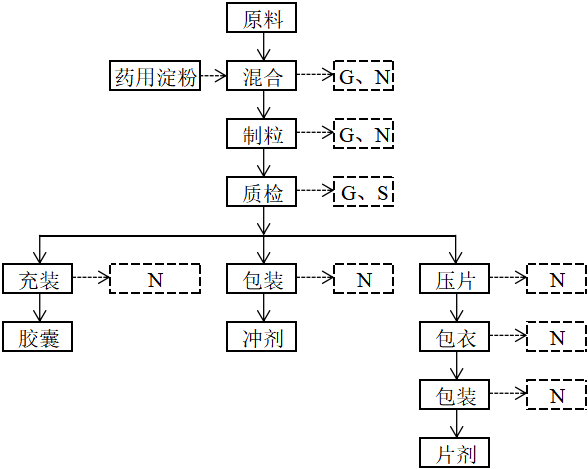 原料
药用淀粉 混合 G、N
制粒 G、N
质检 G、S
充装 N 包装 N 压片 N
胶囊 冲剂 包衣 N
包装 N
片剂